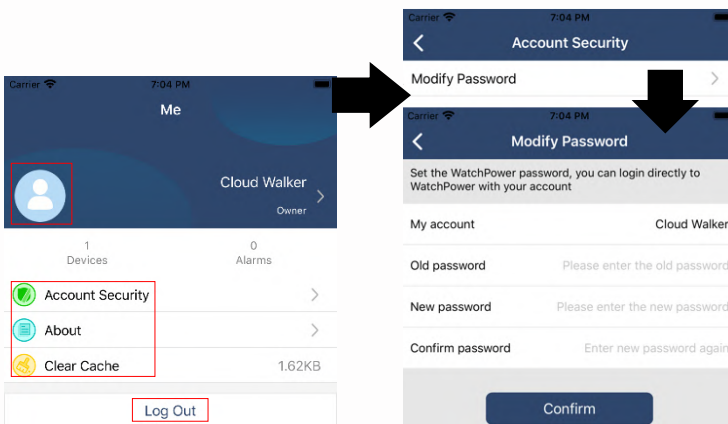 Carrier 7:04 PM
Me
Cloud Walker
Owner
1 0
Devices Alarms
Account Security
About
Clear Cache 1.62KB
Log Out
Carrier 7:04 PM
Account Security
Modify Password
Carrier 7:04 PM
Modify Password
Set the WatchPower password, you can login directly to
WatchPower with your account
My account Cloud Walker
Old password Please enter the old password
New password Please enter the new password
Confirm password Enter new password again
Confirm